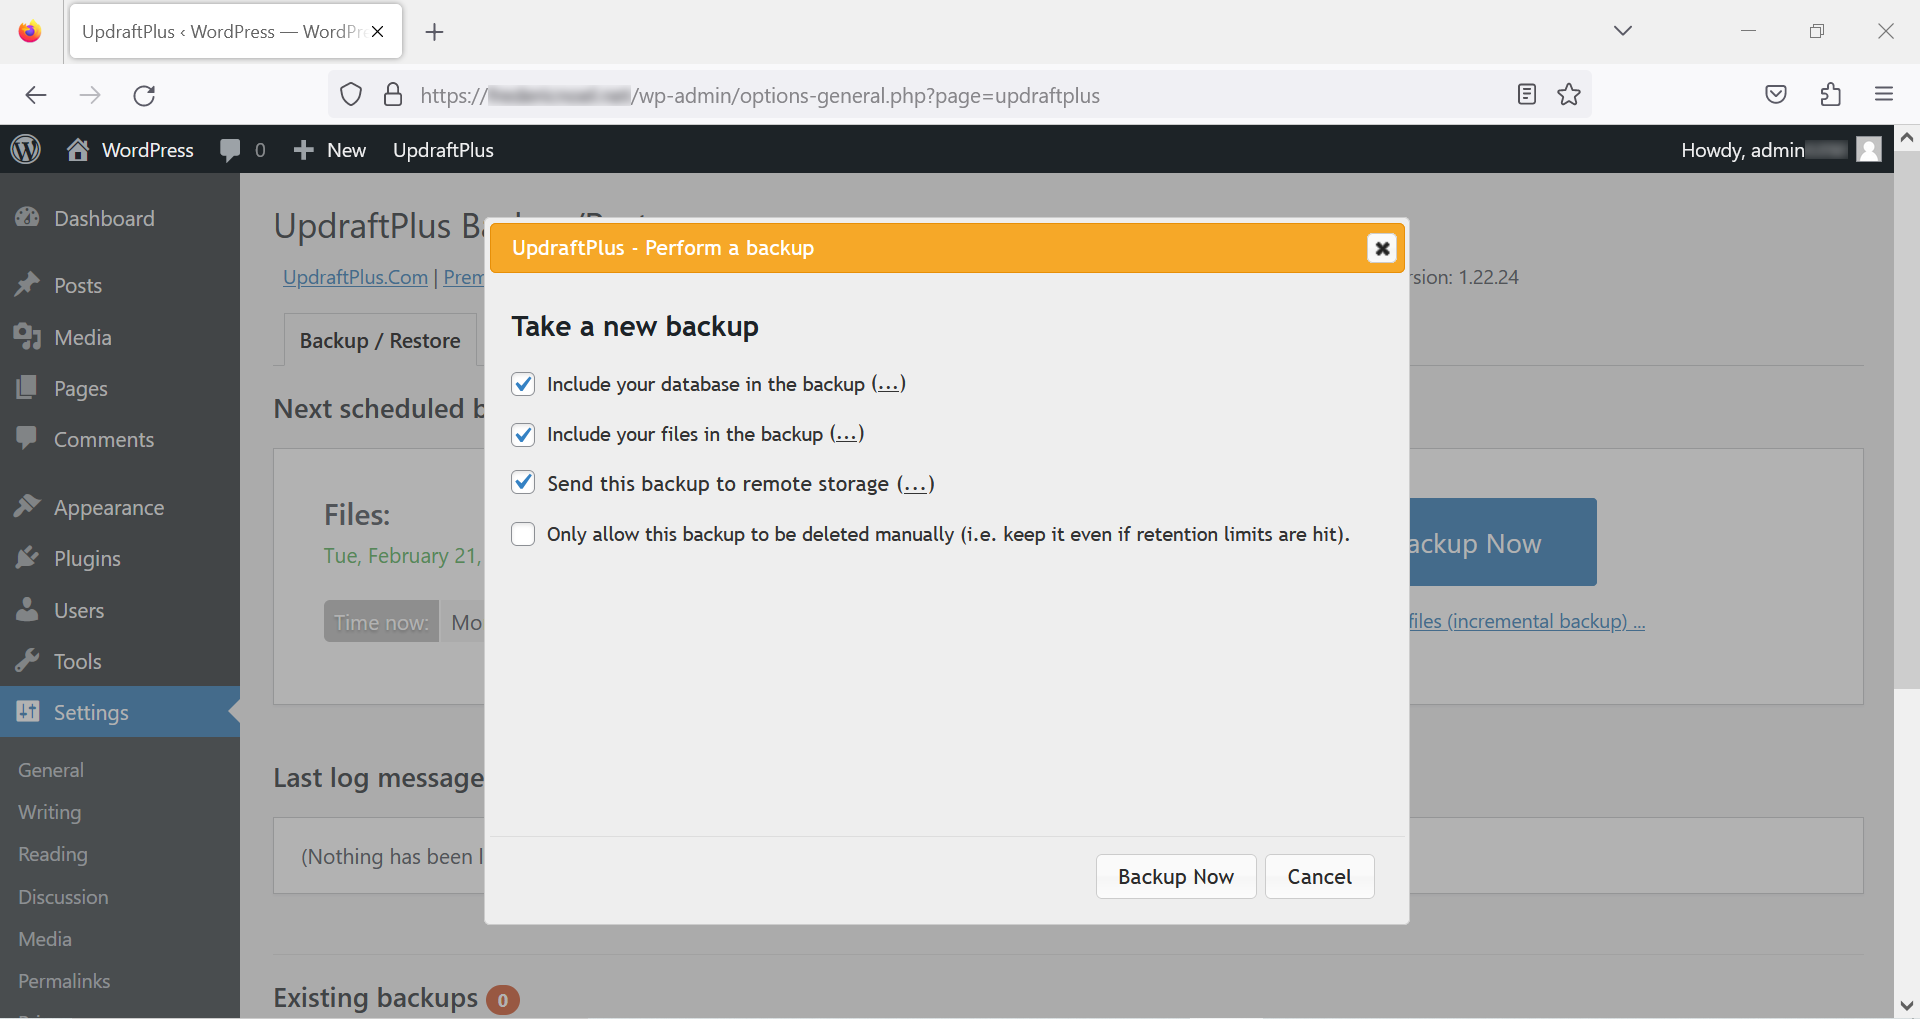 UpdraftPlus ‹ WordPress — WordPre
https:// /wp-admin/options-general.php?page=updraftplus
WordPress 0 New UpdraftPlus Howdy, admin
Dashboard
Posts
Media
Pages
Comments
Appearance
Plugins
Users
Tools
Settings
General
Writing
Reading
Discussion
Media
Permalinks
UpdraftPlus
UpdraftPlus.Com | Prem
rsion: 1.22.24
Backup / Restore
Next scheduled b
Files:
Tue, February 21,
Time now: Mo
ackup Now
files (incremental backup) ...
Last log message
(Nothing has been l
Existing backups 0
UpdraftPlus - Perform a backup
Take a new backup
Include your database in the backup (...)
Include your files in the backup (...)
Send this backup to remote storage (...)
Only allow this backup to be deleted manually (i.e. keep it even if retention limits are hit).
Backup Now Cancel